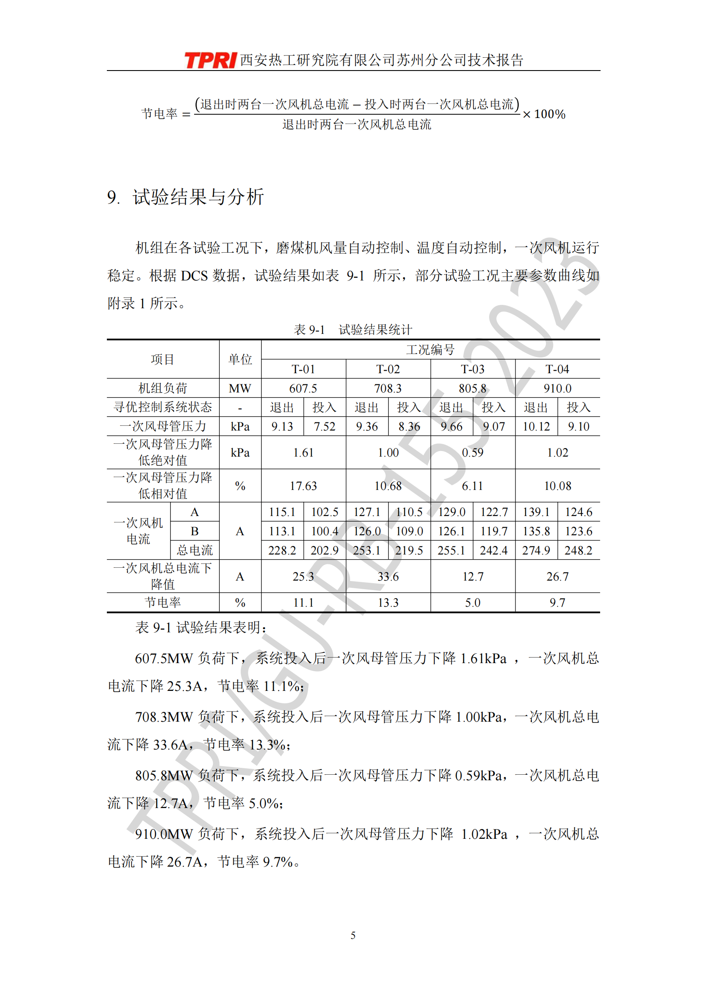 TPRI 西安热工研究院有限公司苏州分公司技术报告
节电率 = (退出时两台一次风机总电流 − 投入时两台一次风机总电流) / 退出时两台一次风机总电流 × 100%
9. 试验结果与分析
机组在各试验工况下，磨煤机风量自动控制、温度自动控制，一次风机运行
稳定。根据 DCS 数据，试验结果如表 9-1 所示，部分试验工况主要参数曲线如
附录 1 所示。
表 9-1 试验结果统计
项目 单位 工况编号
T-01 T-02 T-03 T-04
机组负荷 MW 607.5 708.3 805.8 910.0
寻优控制系统状态 - 退出 投入 退出 投入 退出 投入 退出 投入
一次风母管压力 kPa 9.13 7.52 9.36 8.36 9.66 9.07 10.12 9.10
一次风母管压力降
低绝对值 kPa 1.61 1.00 0.59 1.02
一次风母管压力降
低相对值 % 17.63 10.68 6.11 10.08
一次风机
电流 A A 115.1 102.5 127.1 110.5 129.0 122.7 139.1 124.6
B 113.1 100.4 126.0 109.0 126.1 119.7 135.8 123.6
总电流 228.2 202.9 253.1 219.5 255.1 242.4 274.9 248.2
一次风机总电流下
降值 A 25.3 33.6 12.7 26.7
节电率 % 11.1 13.3 5.0 9.7
表 9-1 试验结果表明：
607.5MW 负荷下，系统投入后一次风母管压力下降 1.61kPa ，一次风机总
电流下降 25.3A，节电率 11.1%；
708.3MW 负荷下，系统投入后一次风母管压力下降 1.00kPa，一次风机总电
流下降 33.6A，节电率 13.3%；
805.8MW 负荷下，系统投入后一次风母管压力下降 0.59kPa，一次风机总电
流下降 12.7A，节电率 5.0%；
910.0MW 负荷下，系统投入后一次风母管压力下降 1.02kPa ，一次风机总
电流下降 26.7A，节电率 9.7%。
5
TPRI/GU-RB-155-2023